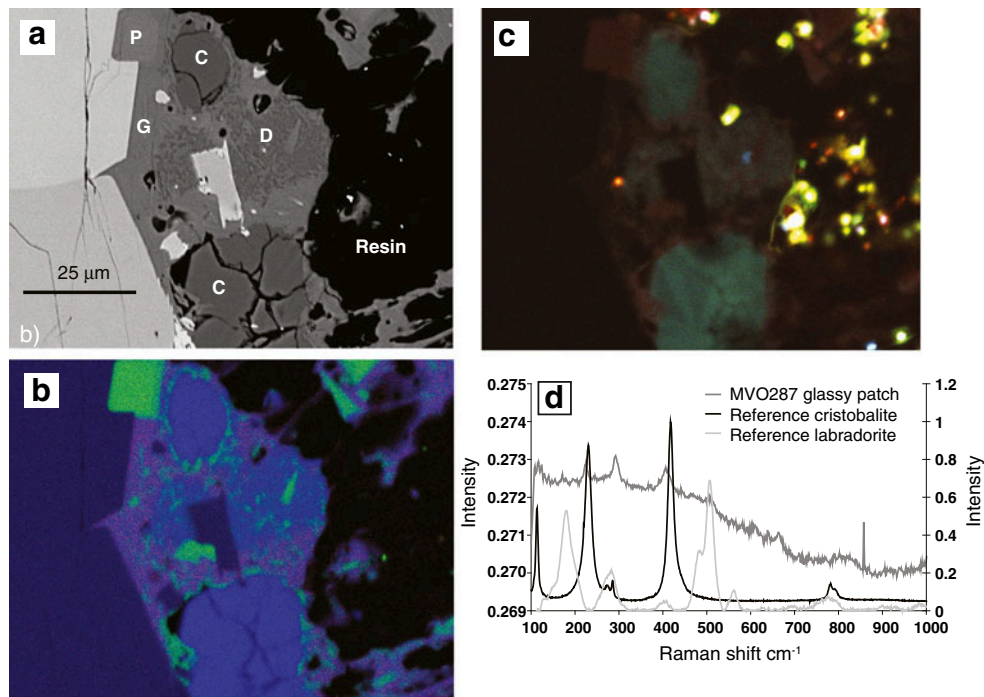 a
P
C
G
D
Resin
25 µm
C
b)
b
c
d
MVO287 glassy patch
Reference cristobalite
Reference labradorite
Intensity
0.275
0.274
0.273
0.272
0.271
0.270
0.269
1.2
1
0.8
0.6
0.4
0.2
0
Intensity
100 200 300 400 500 600 700 800 900 1000
Raman shift cm⁻¹